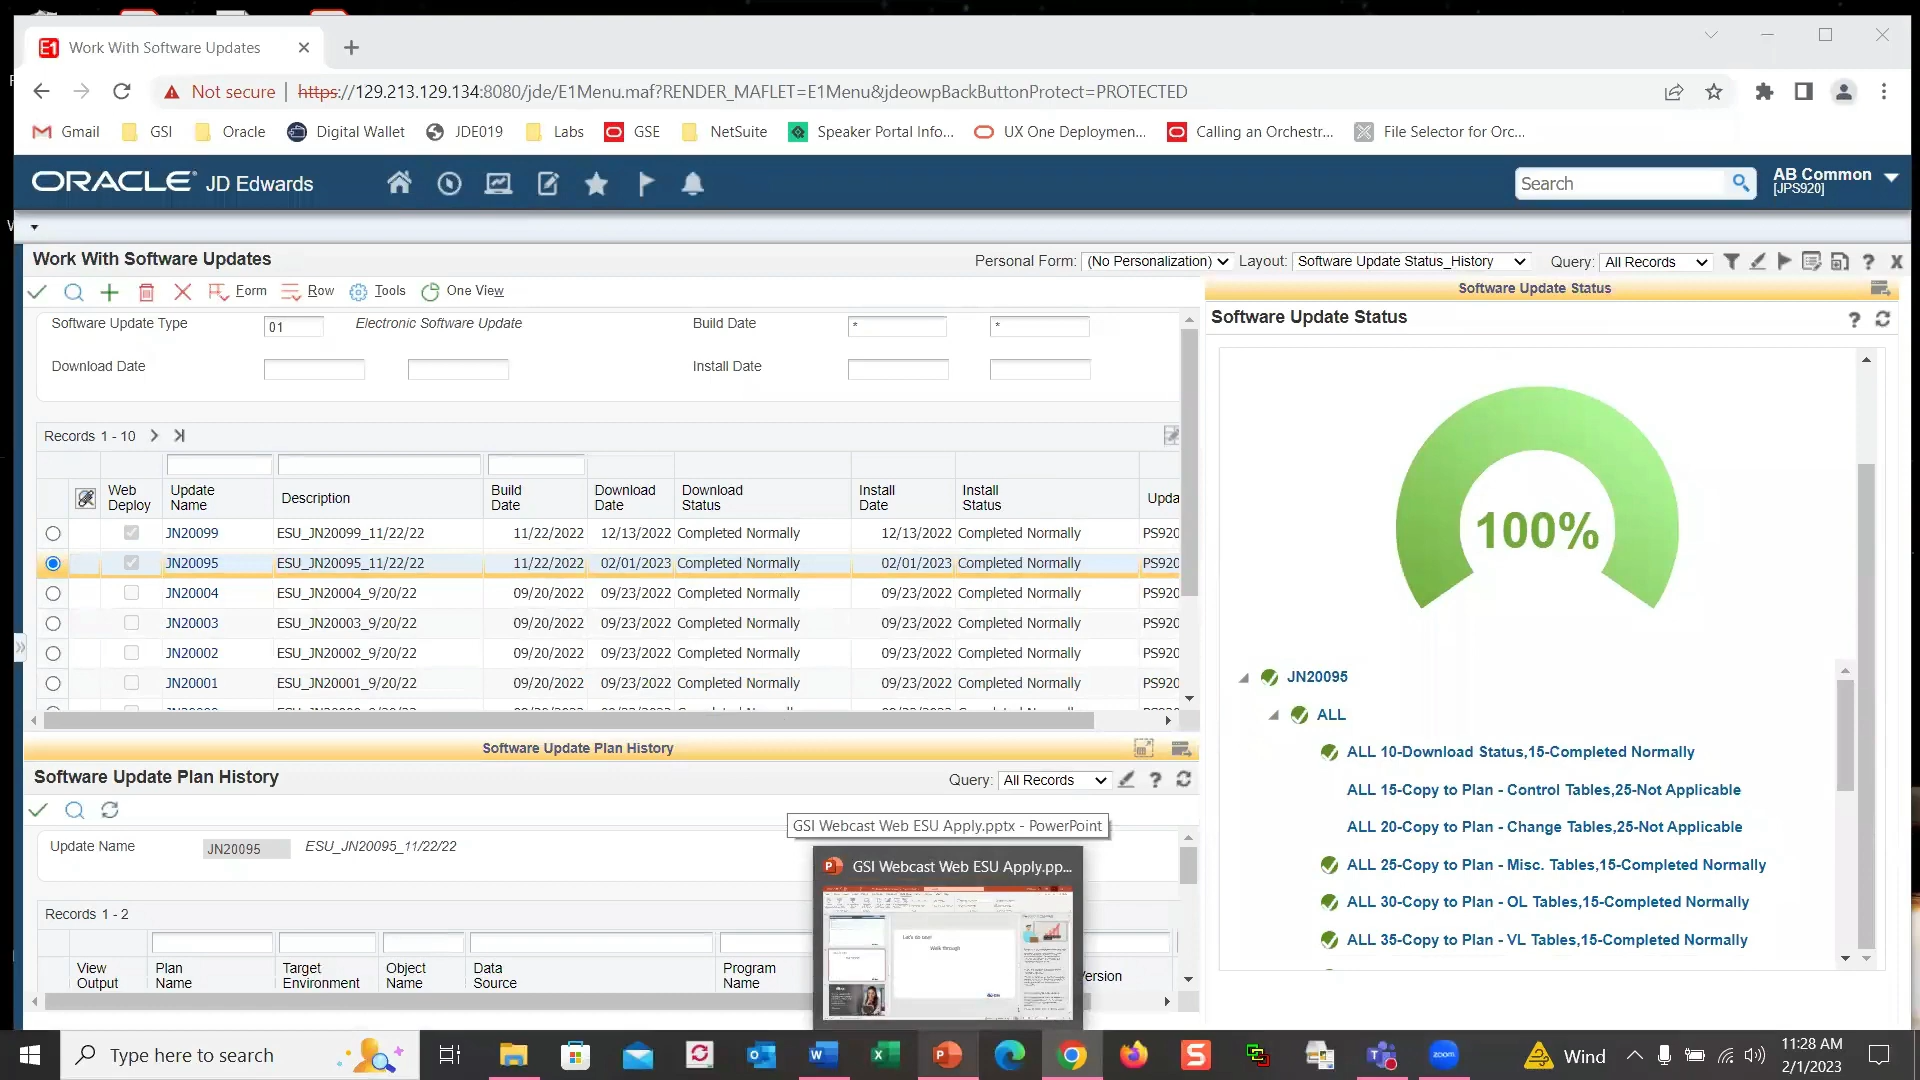 Work With Software Updates
Not secure | https://129.213.129.134:8080/jde/E1Menu.maf?RENDER_MAFLET=E1Menu&jdeowpBackButtonProtect=PROTECTED
Gmail GSI Oracle Digital Wallet JDE019 Labs GSE NetSuite Speaker Portal Info... UX One Deploymen... Calling an Orchestr... File Selector for Orc...
ORACLE JD Edwards
Search
AB Common
[JPS920]
Work With Software Updates
Personal Form: (No Personalization) Layout: Software Update Status_History Query: All Records
Form Row Tools One View
Software Update Type 01 Electronic Software Update Build Date * *
Download Date Install Date
Records 1 - 10
Web Deploy Update Name Description Build Date Download Date Download Status Install Date Install Status Upda
JN20099 ESU_JN20099_11/22/22 11/22/2022 12/13/2022 Completed Normally 12/13/2022 Completed Normally PS920
JN20095 ESU_JN20095_11/22/22 11/22/2022 02/01/2023 Completed Normally 02/01/2023 Completed Normally PS920
JN20004 ESU_JN20004_9/20/22 09/20/2022 09/23/2022 Completed Normally 09/23/2022 Completed Normally PS920
JN20003 ESU_JN20003_9/20/22 09/20/2022 09/23/2022 Completed Normally 09/23/2022 Completed Normally PS920
JN20002 ESU_JN20002_9/20/22 09/20/2022 09/23/2022 Completed Normally 09/23/2022 Completed Normally PS920
JN20001 ESU_JN20001_9/20/22 09/20/2022 09/23/2022 Completed Normally 09/23/2022 Completed Normally PS920
Software Update Plan History
Software Update Plan History
Query: All Records
Update Name JN20095 ESU_JN20095_11/22/22
Records 1 - 2
View Output Plan Name Target Environment Object Name Data Source Program Name Version
GSI Webcast Web ESU Apply.pptx - PowerPoint
GSI Webcast Web ESU Apply.pp...
Let's do one!
Walk through
Software Update Status
Software Update Status
100%
JN20095
ALL
ALL 10-Download Status,15-Completed Normally
ALL 15-Copy to Plan - Control Tables,25-Not Applicable
ALL 20-Copy to Plan - Change Tables,25-Not Applicable
ALL 25-Copy to Plan - Misc. Tables,15-Completed Normally
ALL 30-Copy to Plan - OL Tables,15-Completed Normally
ALL 35-Copy to Plan - VL Tables,15-Completed Normally
Type here to search
Wind
11:28 AM
2/1/2023